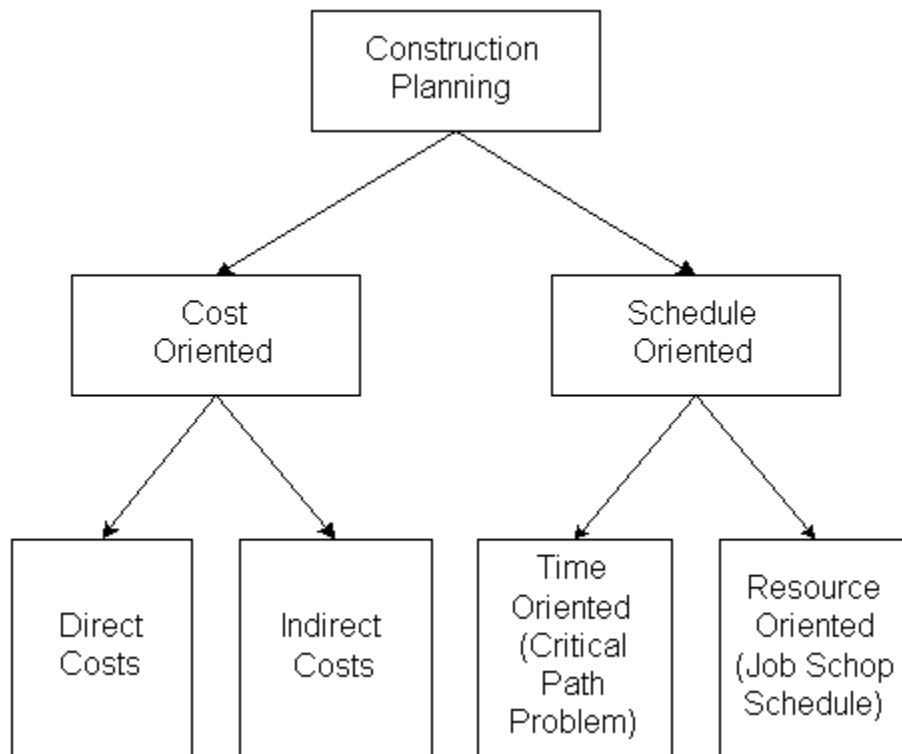 Construction
Planning
Cost
Oriented
Schedule
Oriented
Direct
Costs
Indirect
Costs
Time
Oriented
(Critical
Path
Problem)
Resource
Oriented
(Job Schop
Schedule)